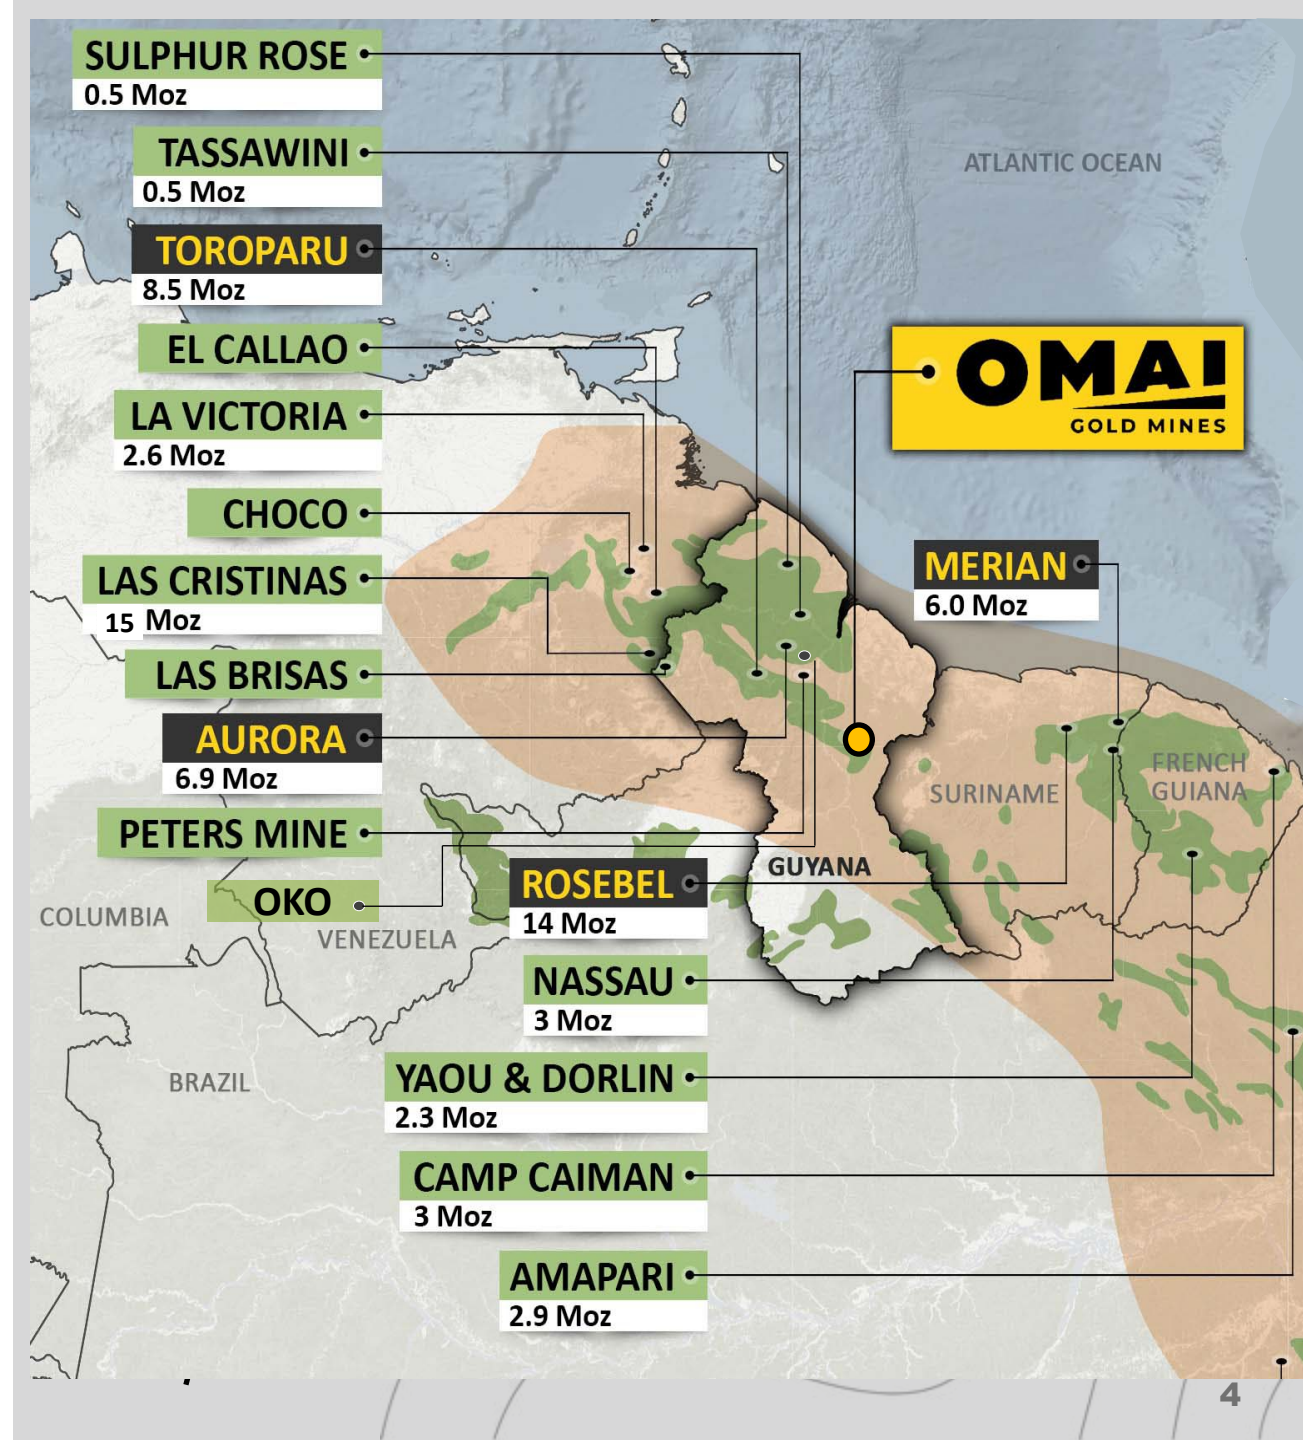 SULPHUR ROSE
0.5 Moz
TASSAWINI
0.5 Moz
TOROPARU
8.5 Moz
EL CALLAO
LA VICTORIA
2.6 Moz
CHOCO
LAS CRISTINAS
15 Moz
LAS BRISAS
AURORA
6.9 Moz
PETERS MINE
OKO
ATLANTIC OCEAN
OMAI
GOLD MINES
MERIAN
6.0 Moz
SURINAME
FRENCH
GUIANA
GUYANA
COLUMBIA
VENEZUELA
BRAZIL
ROSEBEL
14 Moz
NASSAU
3 Moz
YAOU & DORLIN
2.3 Moz
CAMP CAIMAN
3 Moz
AMAPARI
2.9 Moz
4